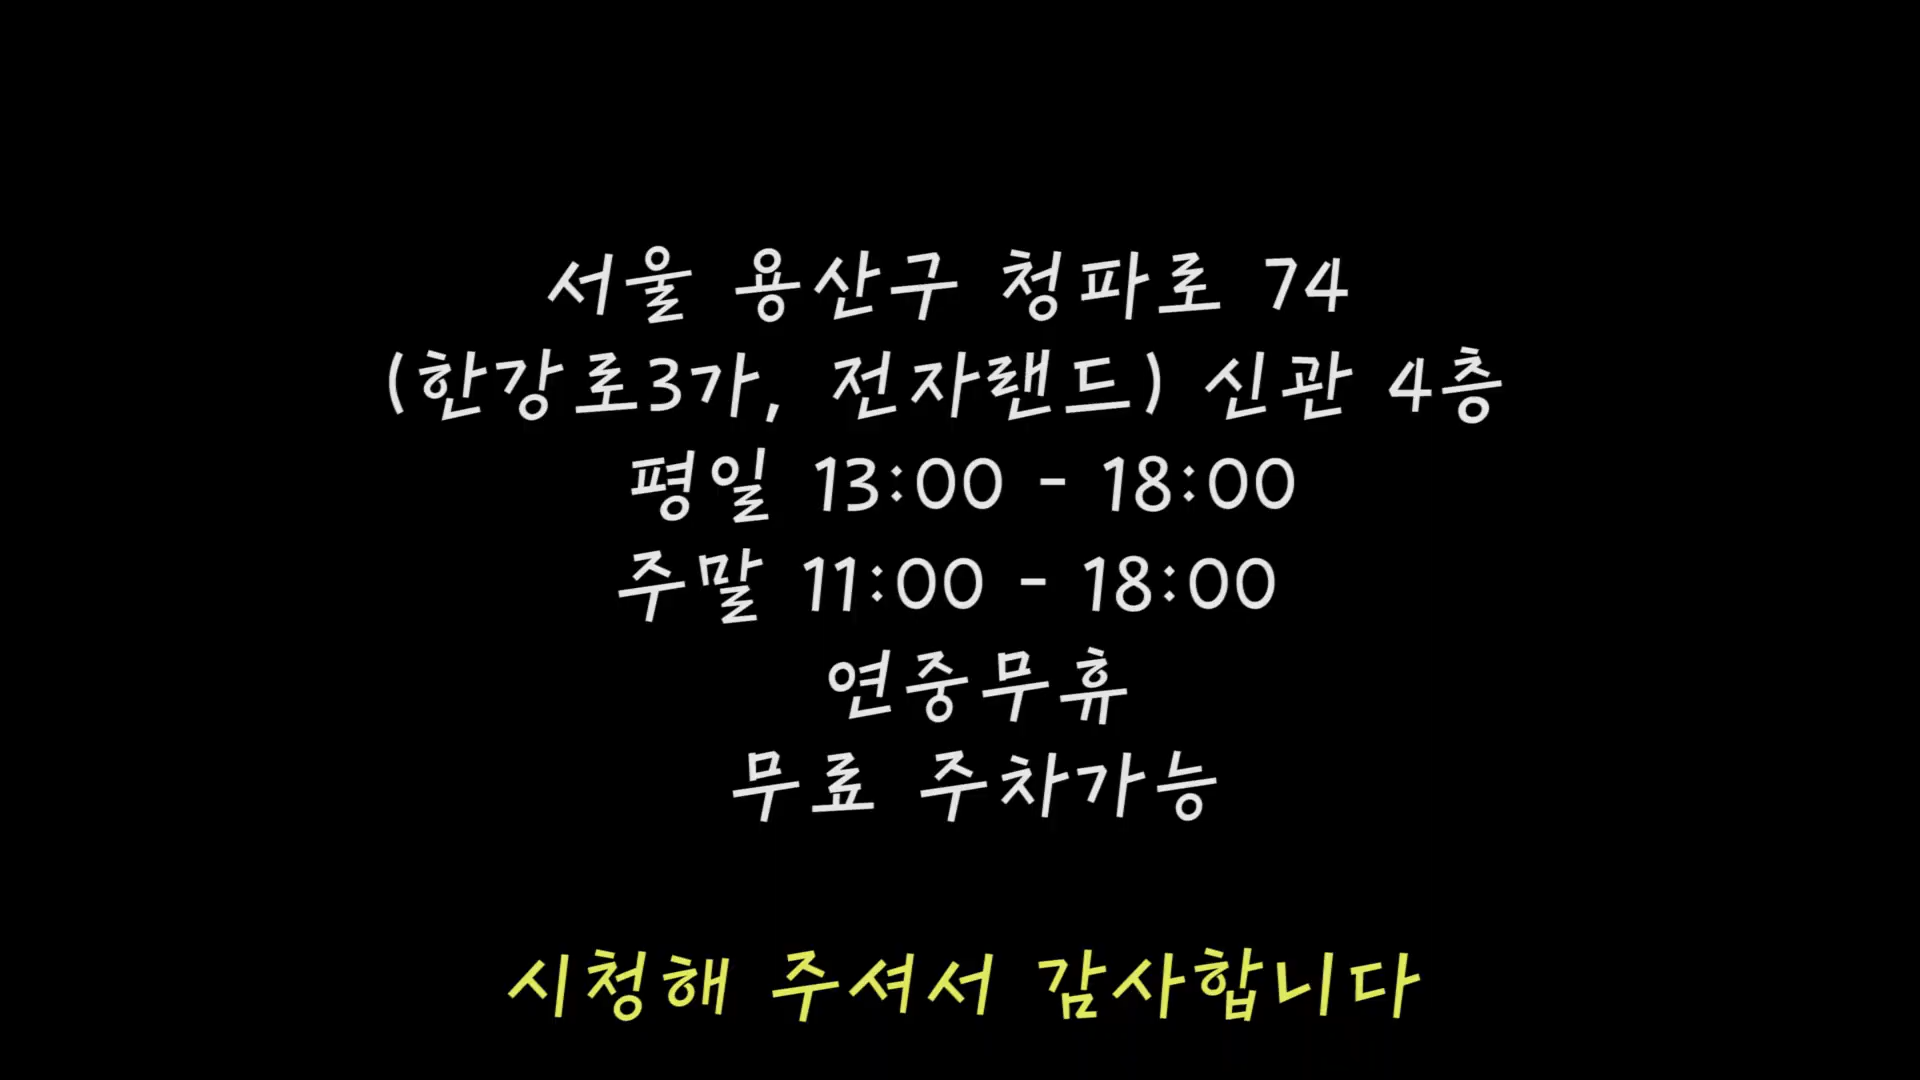 서울 용산구 청파로 74
(한강로3가, 전자랜드) 신관 4층
평일 13:00 - 18:00
주말 11:00 - 18:00
연중무휴
무료 주차가능
시청해 주셔서 감사합니다